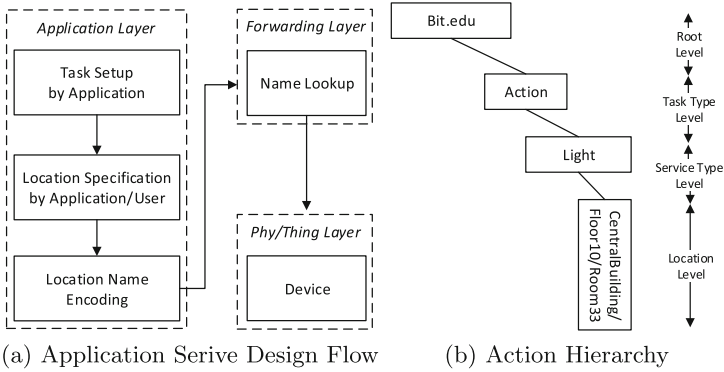 Application Layer
Task Setup
by Application
Location Specification
by Application/User
Location Name
Encoding
Forwarding Layer
Name Lookup
Phy/Thing Layer
Device
(a) Application Serive Design Flow
Bit.edu
Action
Light
CentralBuilding/
Floor10/Room33
Root
Level
Task Type
Level
Service Type
Level
Location
Level
(b) Action Hierarchy